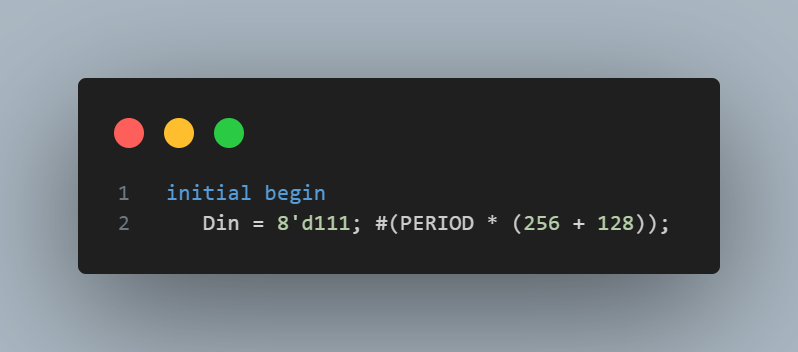 1 initial begin
2 Din = 8'd111; #(PERIOD * (256 + 128));